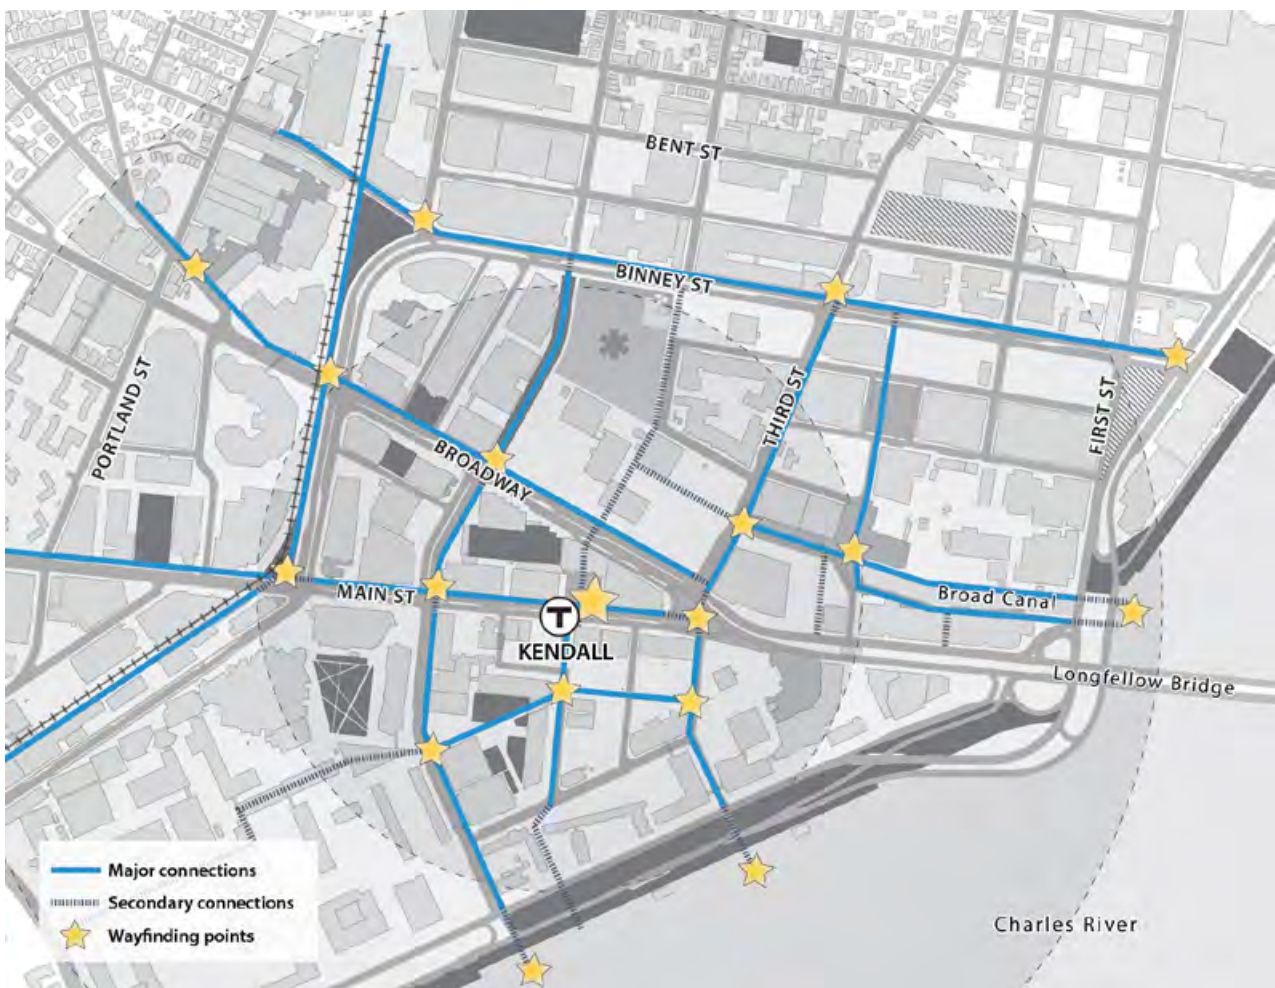 BENT ST
BINNEY ST
PORTLAND ST
THIRD ST
FIRST ST
BROADWAY
MAIN ST
Broad Canal
T
KENDALL
Longfellow Bridge
Major connections
Secondary connections
Wayfinding points
Charles River